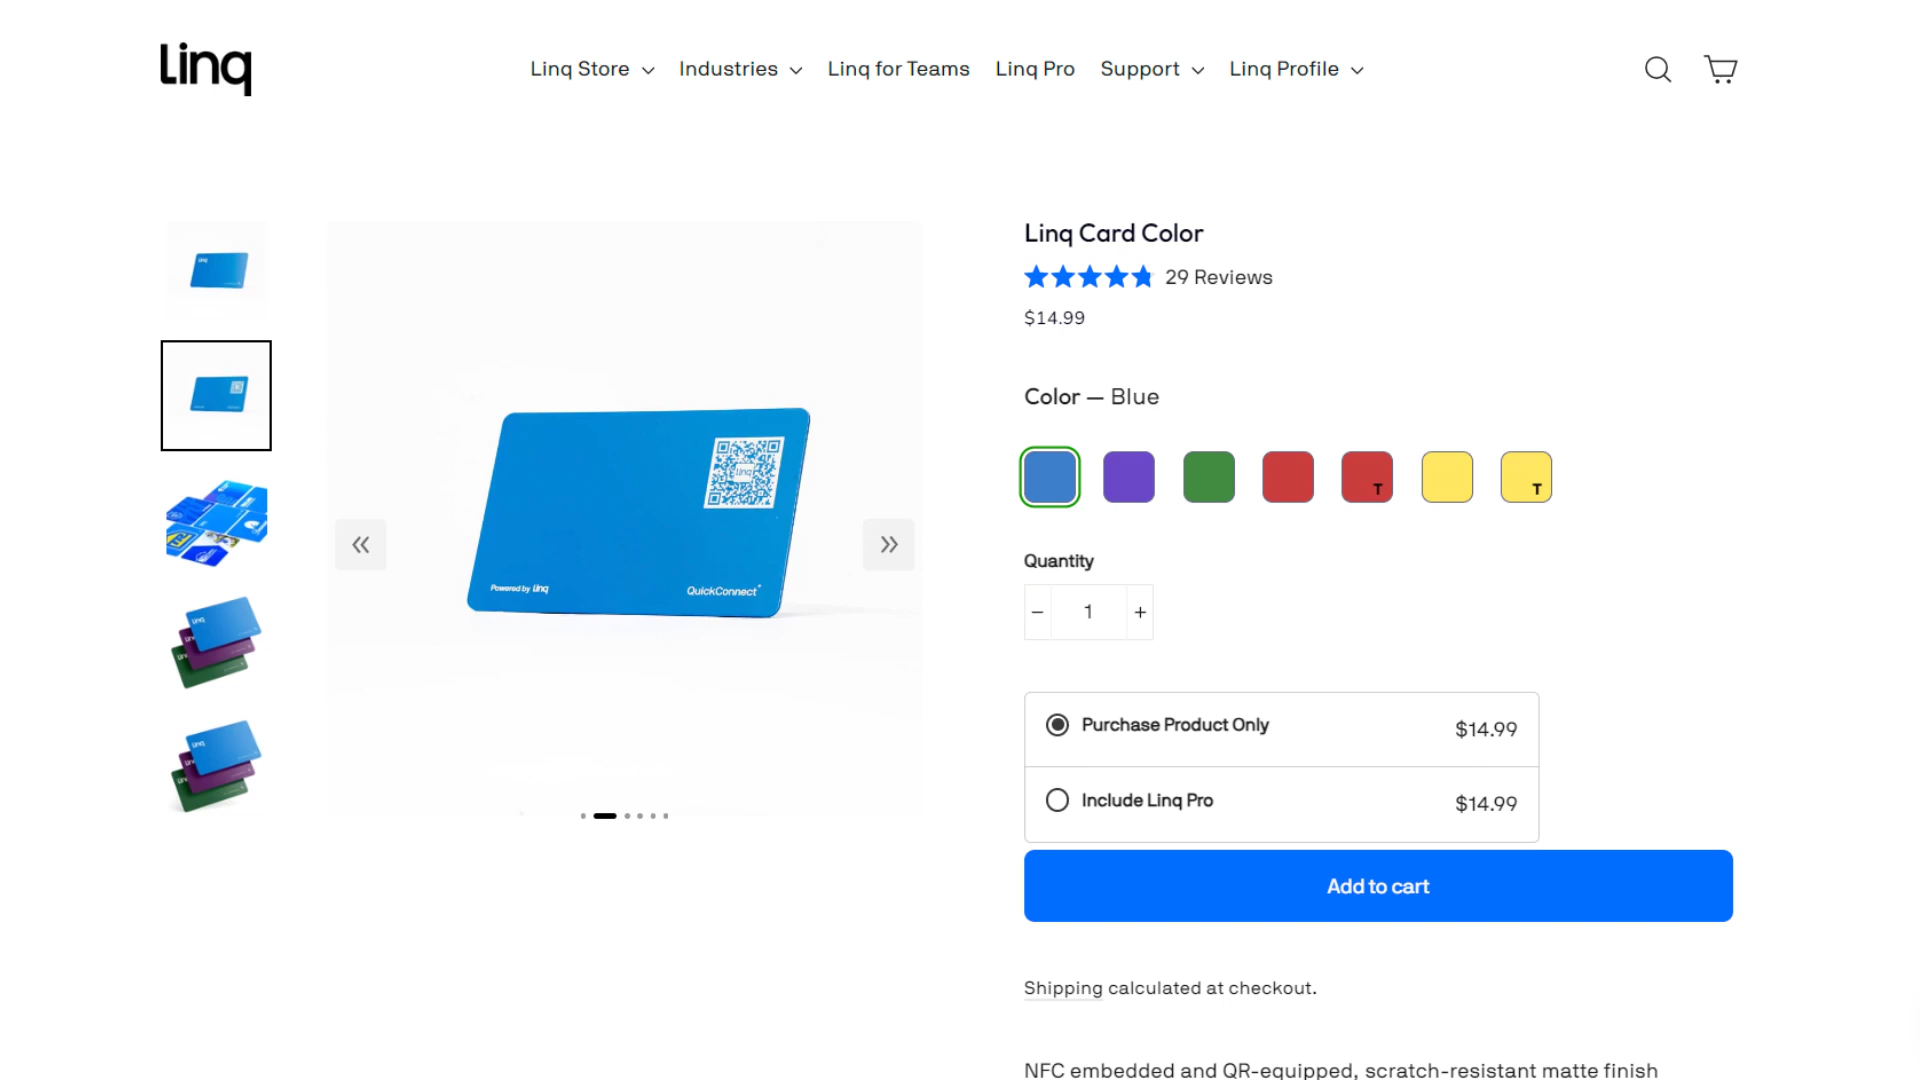 Linq
Linq Store
Industries
Linq for Teams
Linq Pro
Support
Linq Profile
Linq Card Color
29 Reviews
$14.99
Color — Blue
T
T
Quantity
− 1 +
Purchase Product Only $14.99
Include Linq Pro $14.99
Add to cart
Shipping calculated at checkout.
NFC embedded and QR-equipped, scratch-resistant matte finish
Linq
Powered by Linq
QuickConnect+